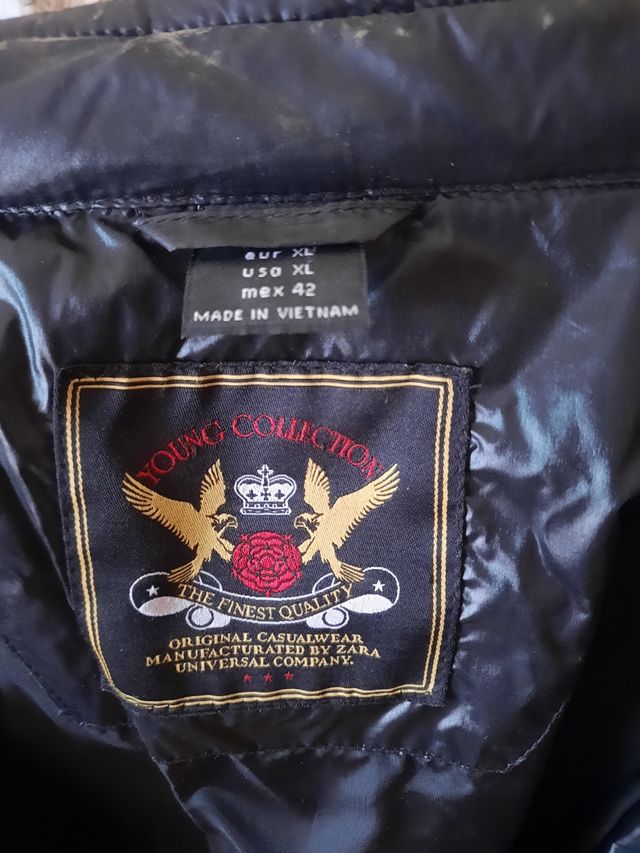 eur XL
usa XL
mex 42
MADE IN VIETNAM
YOUNG COLLECTION
THE FINEST QUALITY
ORIGINAL CASUALWEAR
MANUFACTURATED BY ZARA
UNIVERSAL COMPANY.